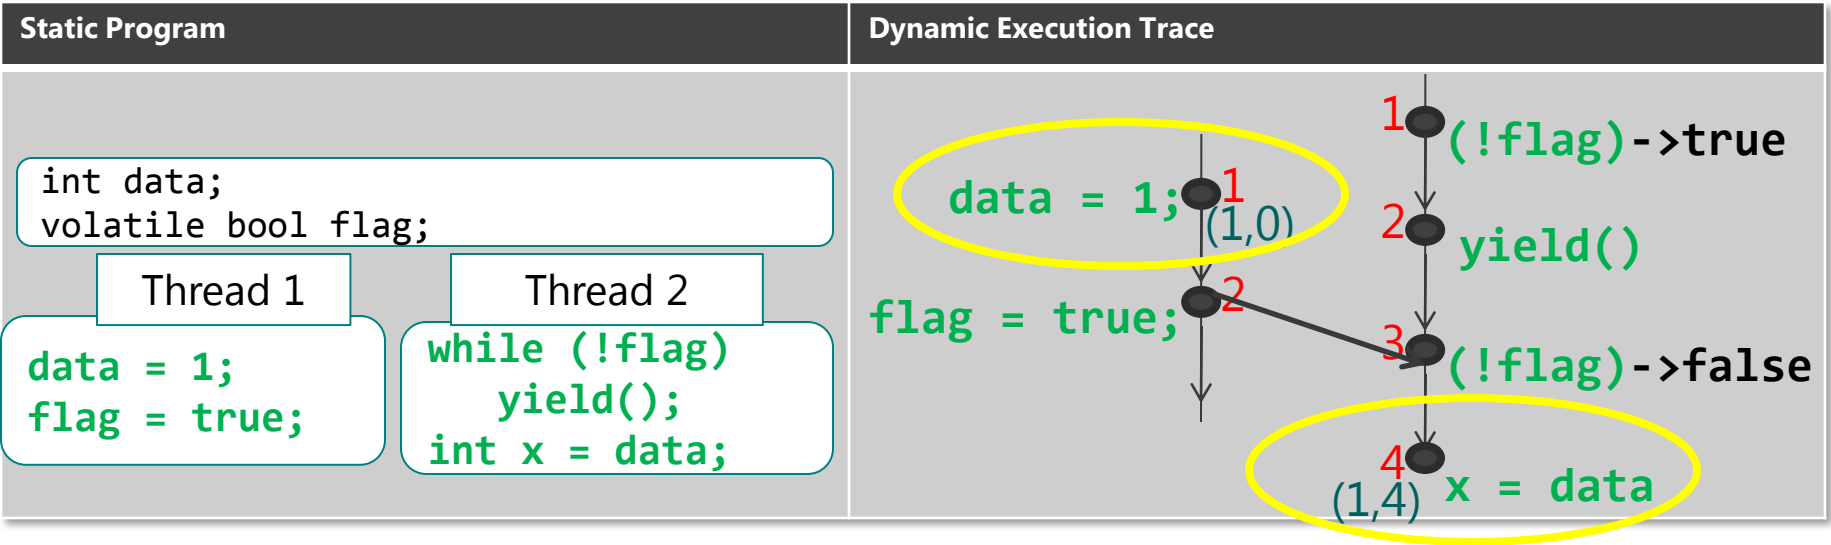 Static Program
Dynamic Execution Trace
int data;
volatile bool flag;
Thread 1
data = 1;
flag = true;
Thread 2
while (!flag)
yield();
int x = data;
data = 1;
1
(1,0)
flag = true;
2
1
(!flag)->true
2
yield()
3
(!flag)->false
4
(1,4)
x = data